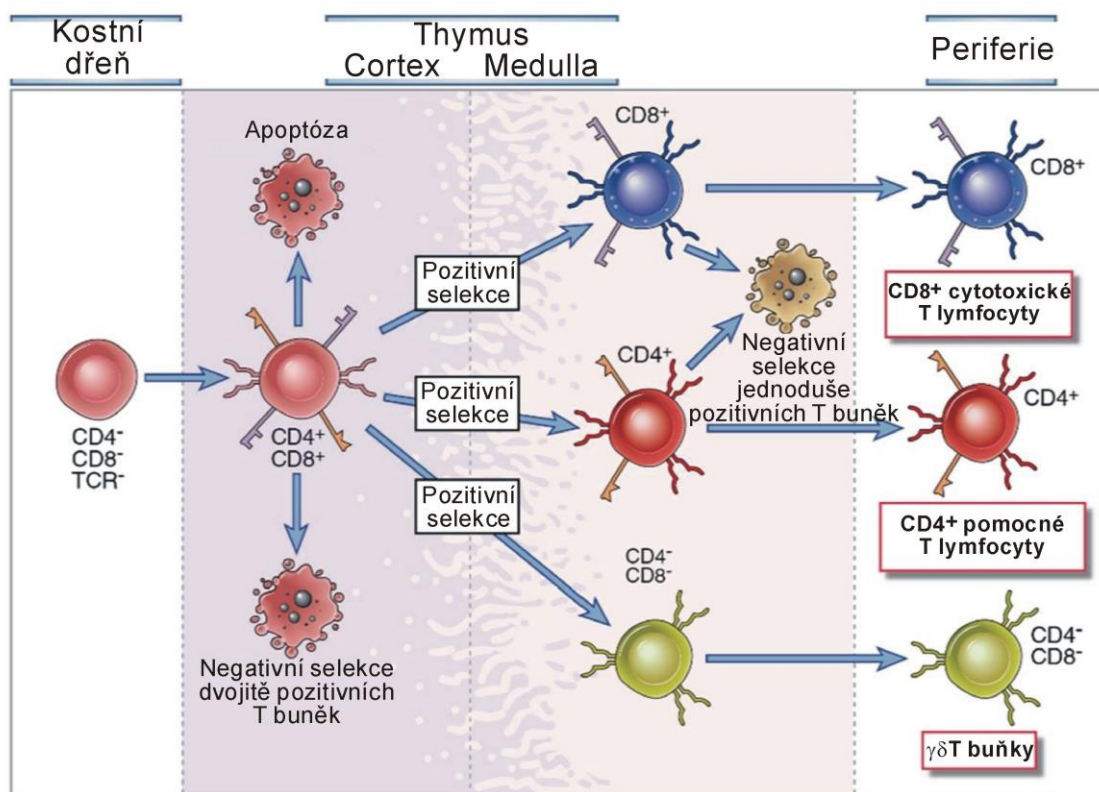 Kostní
dřeň
Thymus
Cortex Medulla
Periferie
Apoptóza
CD8+
CD8+
Pozitivní
selekce
CD8+ cytotoxické
T lymfocyty
CD4-
CD8-
TCR-
CD4+
CD8+
Pozitivní
selekce
CD4+
Negativní
selekce
jednoduše
pozitivních T buněk
CD4+
Pozitivní
selekce
CD4+ pomocné
T lymfocyty
Negativní selekce
dvojitě pozitivních
T buněk
CD4-
CD8-
CD4-
CD8-
γδT buňky